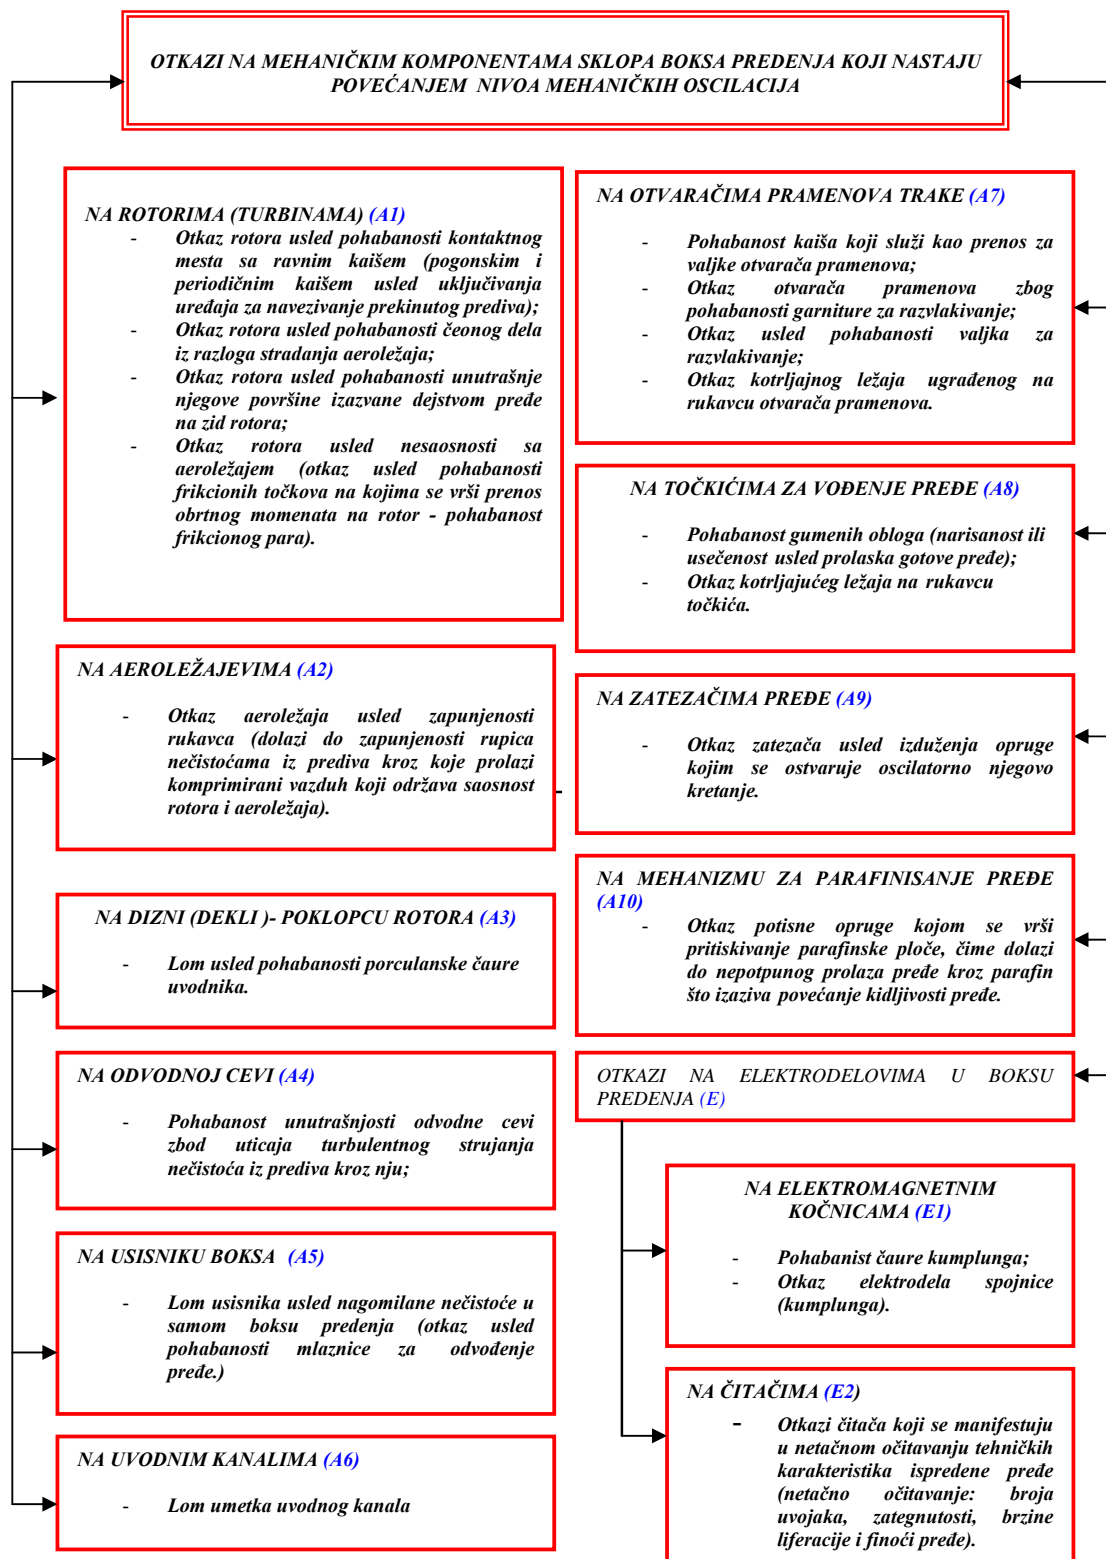 OTKAZI NA MEHANIČKIM KOMPONENTAMA SKLOPA BOKSA PREDENJA KOJI NASTAJU
POVEĆANJEM NIVOA MEHANIČKIH OSCILACIJA
NA ROTORIMA (TURBINAMA) (A1)
- Otkaz rotora usled pohabanosti kontaktnog
mesta sa ravnim kaišem (pogonskim i
periodičnim kaišem usled uključivanja
uređaja za navezivanje prekinutog prediva);
- Otkaz rotora usled pohabanosti čeonog dela
iz razloga stradanja aeroležaja;
- Otkaz rotora usled pohabanosti unutrašnje
njegove površine izazvane dejstvom pređe
na zid rotora;
- Otkaz rotora usled nesaosnosti sa
aeroležajem (otkaz usled pohabanosti
frikcionih točkova na kojima se vrši prenos
obrtnog momenata na rotor - pohabanost
frikcionog para).
NA AEROLEŽAJEVIMA (A2)
- Otkaz aeroležaja usled zapunjenosti
rukavca (dolazi do zapunjenosti rupica
nečistoćama iz prediva kroz koje prolazi
komprimirani vazduh koji održava saosnost
rotora i aeroležaja).
-
NA DIZNI (DEKLI )- POKLOPCU ROTORA (A3)
- Lom usled pohabanosti porculanske čaure
uvodnika.
NA ODVODNOJ CEVI (A4)
- Pohabanost unutrašnjosti odvodne cevi
zbod uticaja turbulentnog strujanja
nečistoća iz prediva kroz nju;
NA USISNIKU BOKSA (A5)
- Lom usisnika usled nagomilane nečistoće u
samom boksu predenja (otkaz usled
pohabanosti mlaznice za odvođenje
pređe.)
NA UVODNIM KANALIMA (A6)
- Lom umetka uvodnog kanala
NA OTVARAČIMA PRAMENOVA TRAKE (A7)
- Pohabanost kaiša koji služi kao prenos za
valjke otvarača pramenova;
- Otkaz otvarača pramenova zbog
pohabanosti garniture za razvlakivanje;
- Otkaz usled pohabanosti valjka za
razvlakivanje;
- Otkaz kotrljajnog ležaja ugrađenog na
rukavcu otvarača pramenova.
NA TOČKIĆIMA ZA VOĐENJE PREĐE (A8)
- Pohabanost gumenih obloga (narisanost ili
usečenost usled prolaska gotove pređe);
- Otkaz kotrljajućeg ležaja na rukavcu
točkića.
NA ZATEZAČIMA PREĐE (A9)
- Otkaz zatezača usled izduženja opruge
kojim se ostvaruje oscilatorno njegovo
kretanje.
NA MEHANIZMU ZA PARAFINISANJE PREĐE
(A10)
- Otkaz potisne opruge kojom se vrši
pritiskivanje parafinske ploče, čime dolazi
do nepotpunog prolaza pređe kroz parafin
što izaziva povećanje kidljivosti pređe.
OTKAZI NA ELEKTRODELOVIMA U BOKSU
PREDENJA (E)
NA ELEKTROMAGNETNIM
KOČNICAMA (E1)
- Pohabanist čaure kumplunga;
- Otkaz elektrodela spojnice
(kumplunga).
NA ČITAČIMA (E2)
- Otkazi čitača koji se manifestuju
u netačnom očitavanju tehničkih
karakteristika ispredene pređe
(netačno očitavanje: broja
uvojaka, zategnutosti, brzine
liferacije i finoći pređe).